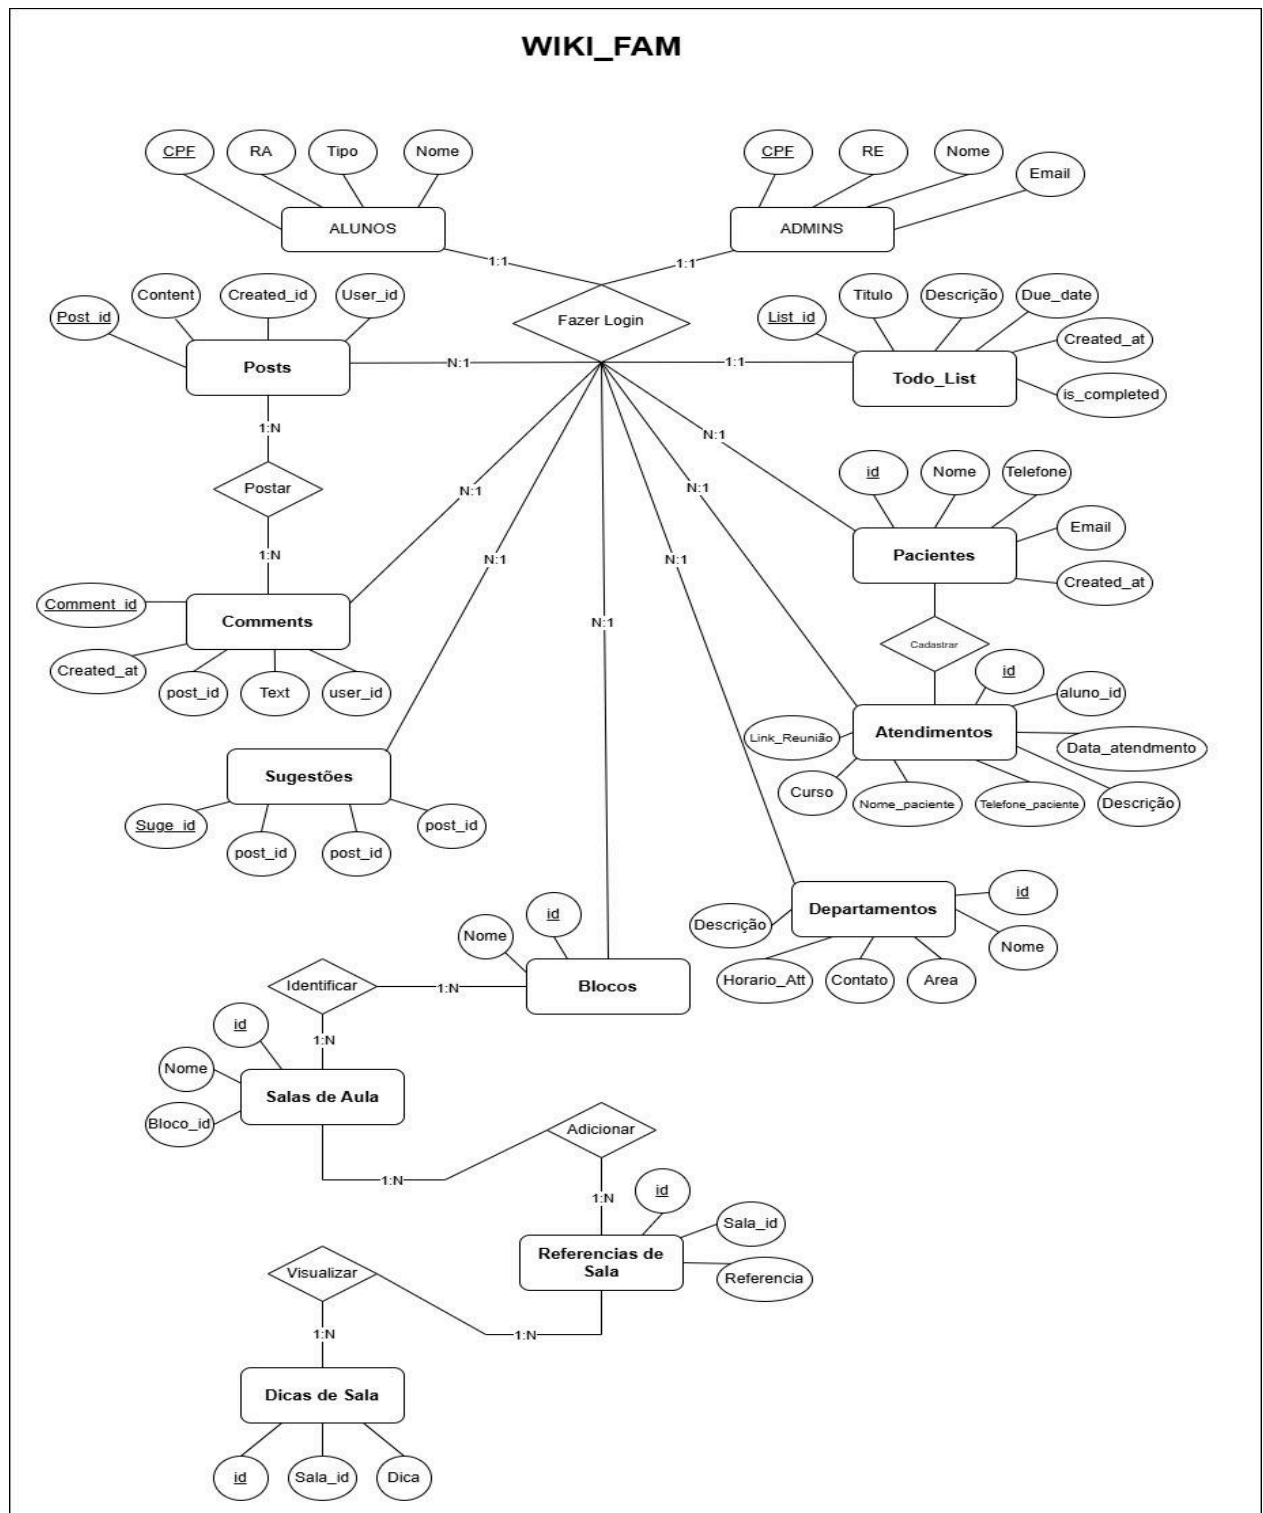 WIKI_FAM
CPF
RA
Tipo
Nome
ALUNOS
CPF
RE
Nome
Email
ADMINS
1:1
1:1
Fazer Login
Post_id
Content
Created_id
User_id
Posts
N:1
List_id
Titulo
Descrição
Due_date
Created_at
is_completed
Todo_List
1:1
1:N
Postar
1:N
N:1
N:1
N:1
id
Nome
Telefone
Email
Created_at
Pacientes
Cadastrar
Comment_id
Created_at
post_id
Text
user_id
Comments
N:1
N:1
N:1
id
aluno_id
Data_atendmento
Descrição
Telefone_paciente
Nome_paciente
Curso
Link_Reunião
Atendimentos
Sugestões
Suge_id
post_id
post_id
post_id
Departamentos
id
Nome
Area
Contato
Horario_Att
Descrição
Nome
id
Blocos
1:N
Identificar
1:N
id
Nome
Bloco_id
Salas de Aula
1:N
Adicionar
1:N
id
Sala_id
Referencia
Referencias de
Sala
1:N
Visualizar
1:N
Dicas de Sala
id
Sala_id
Dica